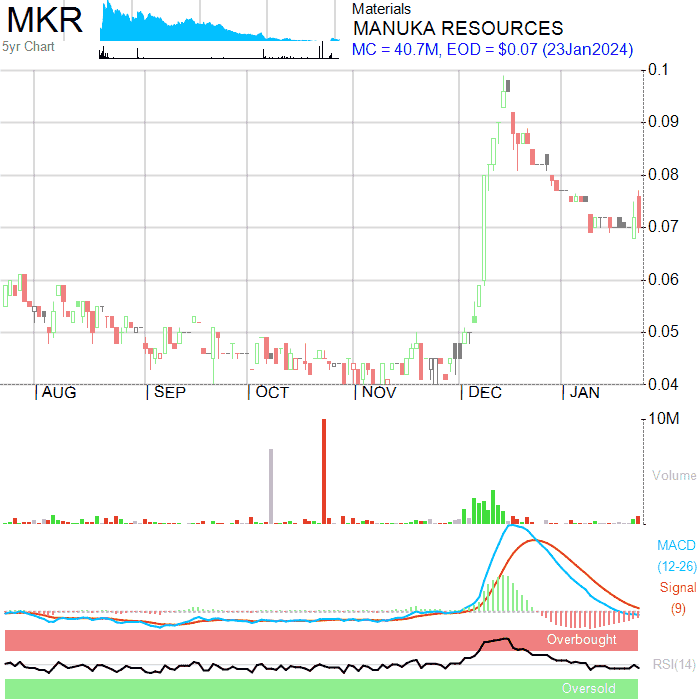 MKR
5yr Chart
Materials
MANUKA RESOURCES
MC = 40.7M, EOD = $0.07 (23Jan2024)
0.1
0.09
0.08
0.07
0.06
0.05
0.04
AUG SEP OCT NOV DEC JAN
10M
Volume
MACD
(12-26)
Signal
(9)
Overbought
RSI(14)
Oversold